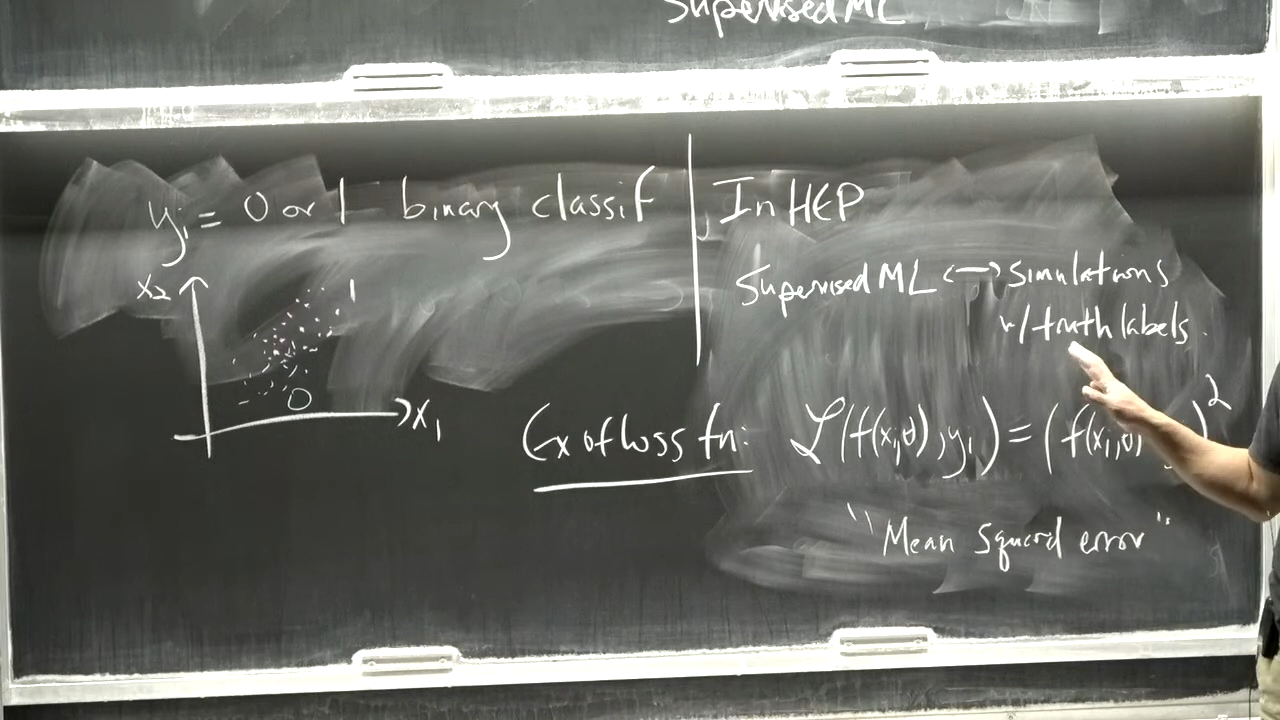 Supervised ML
y_i = 0 or 1 binary classif
In HEP
Supervised ML <—> simulations
w/ truth labels
x_2
1
0
x_1
Ex of loss fn: ℒ(f(x_i,θ), y_i) = (f(x_i,θ) )^2
"Mean squared error"